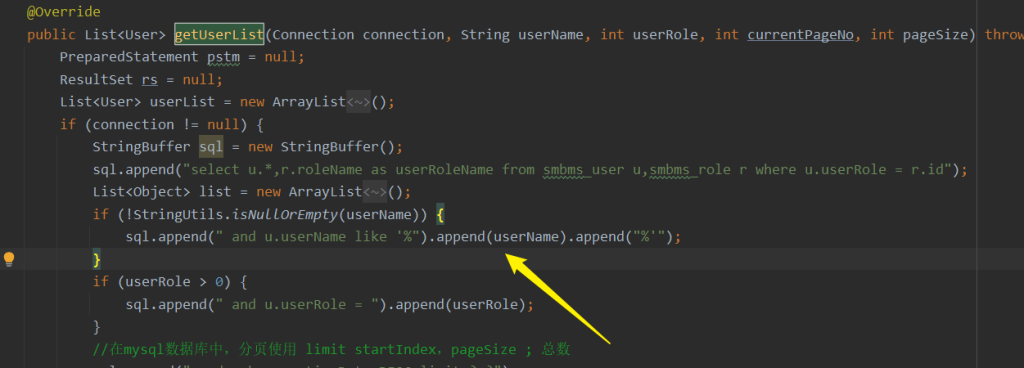 @Override
public List<User> getUserList(Connection connection, String userName, int userRole, int currentPageNo, int pageSize) throw
PreparedStatement pstm = null;
ResultSet rs = null;
List<User> userList = new ArrayList<~>();
if (connection != null) {
StringBuffer sql = new StringBuffer();
sql.append("select u.*,r.roleName as userRoleName from smbms_user u,smbms_role r where u.userRole = r.id");
List<Object> list = new ArrayList<~>();
if (!StringUtils.isNullOrEmpty(userName)) {
sql.append(" and u.userName like '%").append(userName).append("%'");
}
if (userRole > 0) {
sql.append(" and u.userRole = ").append(userRole);
}
//在mysql数据库中，分页使用 limit startIndex，pageSize ; 总数